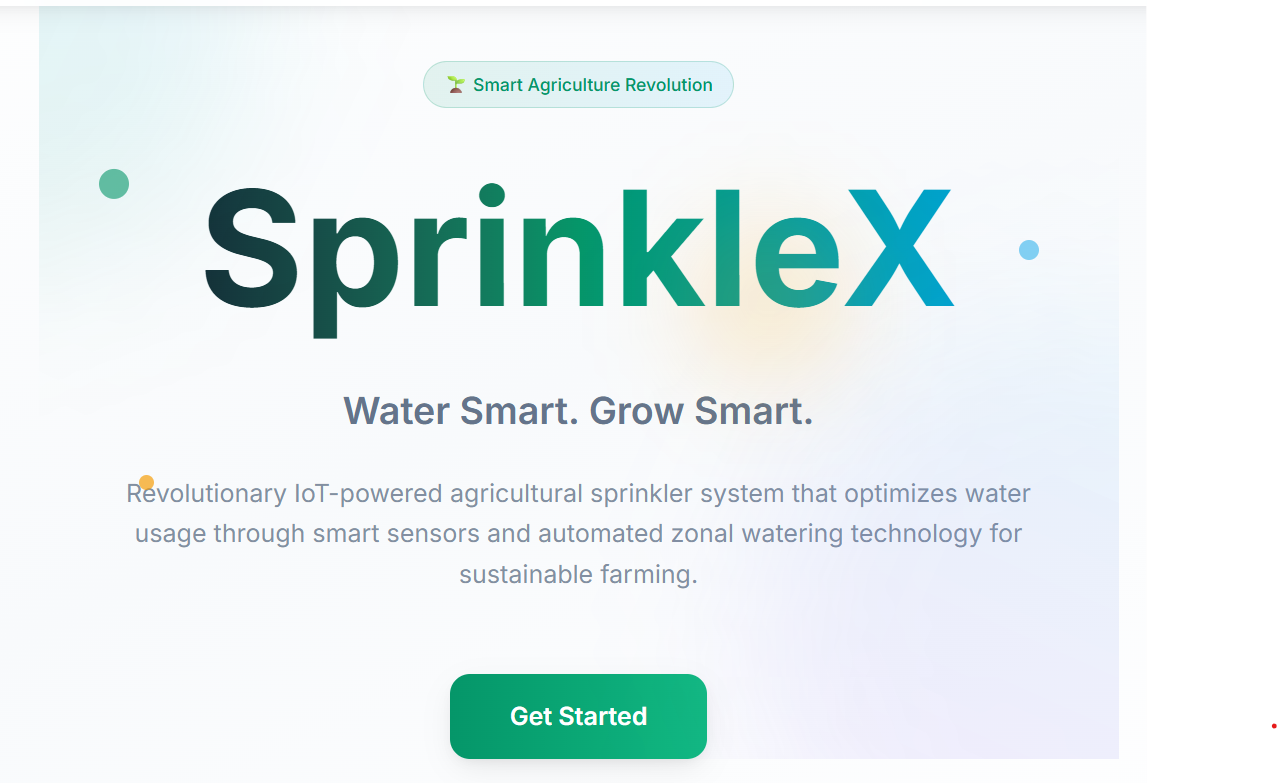 🌱 Smart Agriculture Revolution
SprinkleX
Water Smart. Grow Smart.
Revolutionary IoT-powered agricultural sprinkler system that optimizes water
usage through smart sensors and automated zonal watering technology for
sustainable farming.
Get Started